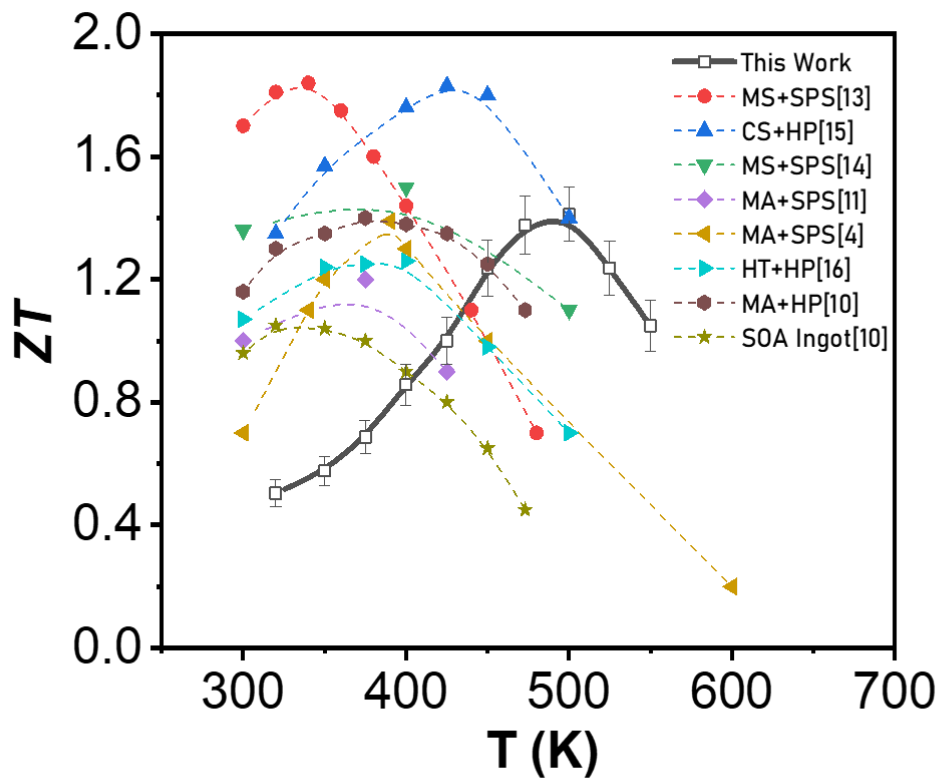 2.0
1.6
1.2
0.8
0.4
0.0
ZT
This Work
MS+SPS[13]
CS+HP[15]
MS+SPS[14]
MA+SPS[11]
MA+SPS[4]
HT+HP[16]
MA+HP[10]
SOA Ingot[10]
300 400 500 600 700
T (K)